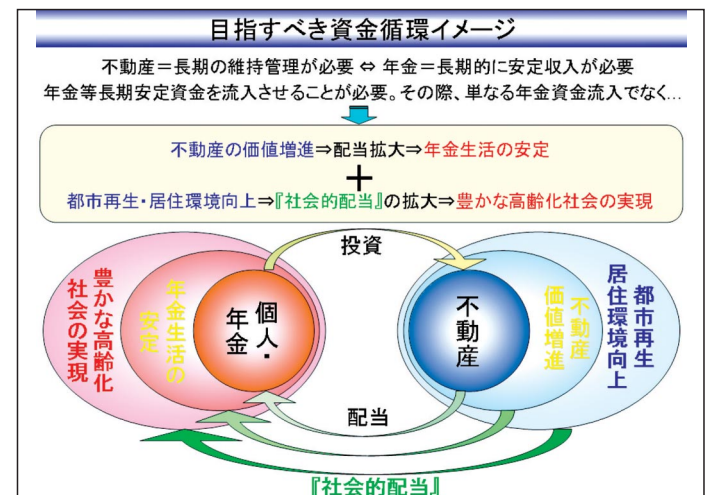 目指すべき資金循環イメージ
不動産＝長期の維持管理が必要 ⇔ 年金＝長期的に安定収入が必要
年金等長期安定資金を流入させることが必要。その際、単なる年金資金流入でなく…
不動産の価値増進⇒配当拡大⇒年金生活の安定
＋
都市再生・居住環境向上⇒『社会的配当』の拡大⇒豊かな高齢化社会の実現
投資
豊かな高齢化
社会の実現
年金生活の
安定
個人・
年金
不動産
不動産
価値増進
都市再生
居住環境向上
配当
『社会的配当』